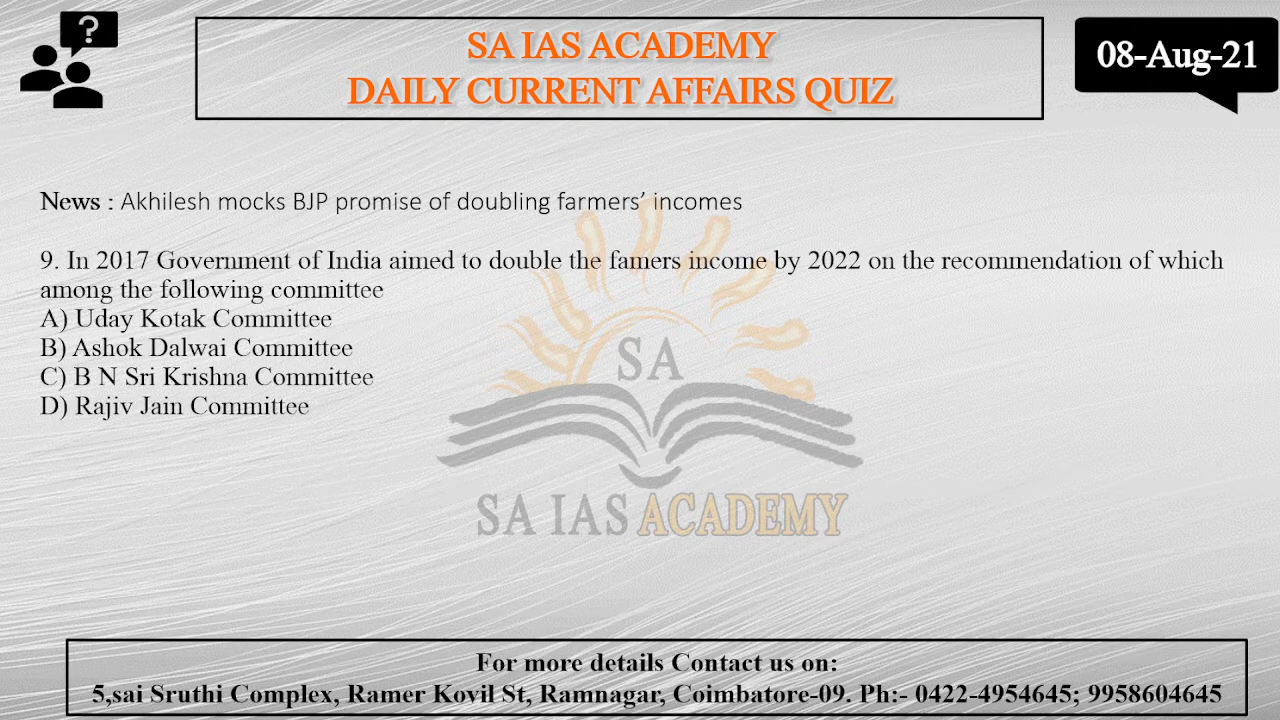 ?
SA IAS ACADEMY
DAILY CURRENT AFFAIRS QUIZ
08-Aug-21
News : Akhilesh mocks BJP promise of doubling farmers’ incomes
9. In 2017 Government of India aimed to double the famers income by 2022 on the recommendation of which
among the following committee
A) Uday Kotak Committee
B) Ashok Dalwai Committee
C) B N Sri Krishna Committee
D) Rajiv Jain Committee
SA
SA IAS ACADEMY
For more details Contact us on:
5,sai Sruthi Complex, Ramer Kovil St, Ramnagar, Coimbatore-09. Ph:- 0422-4954645; 9958604645